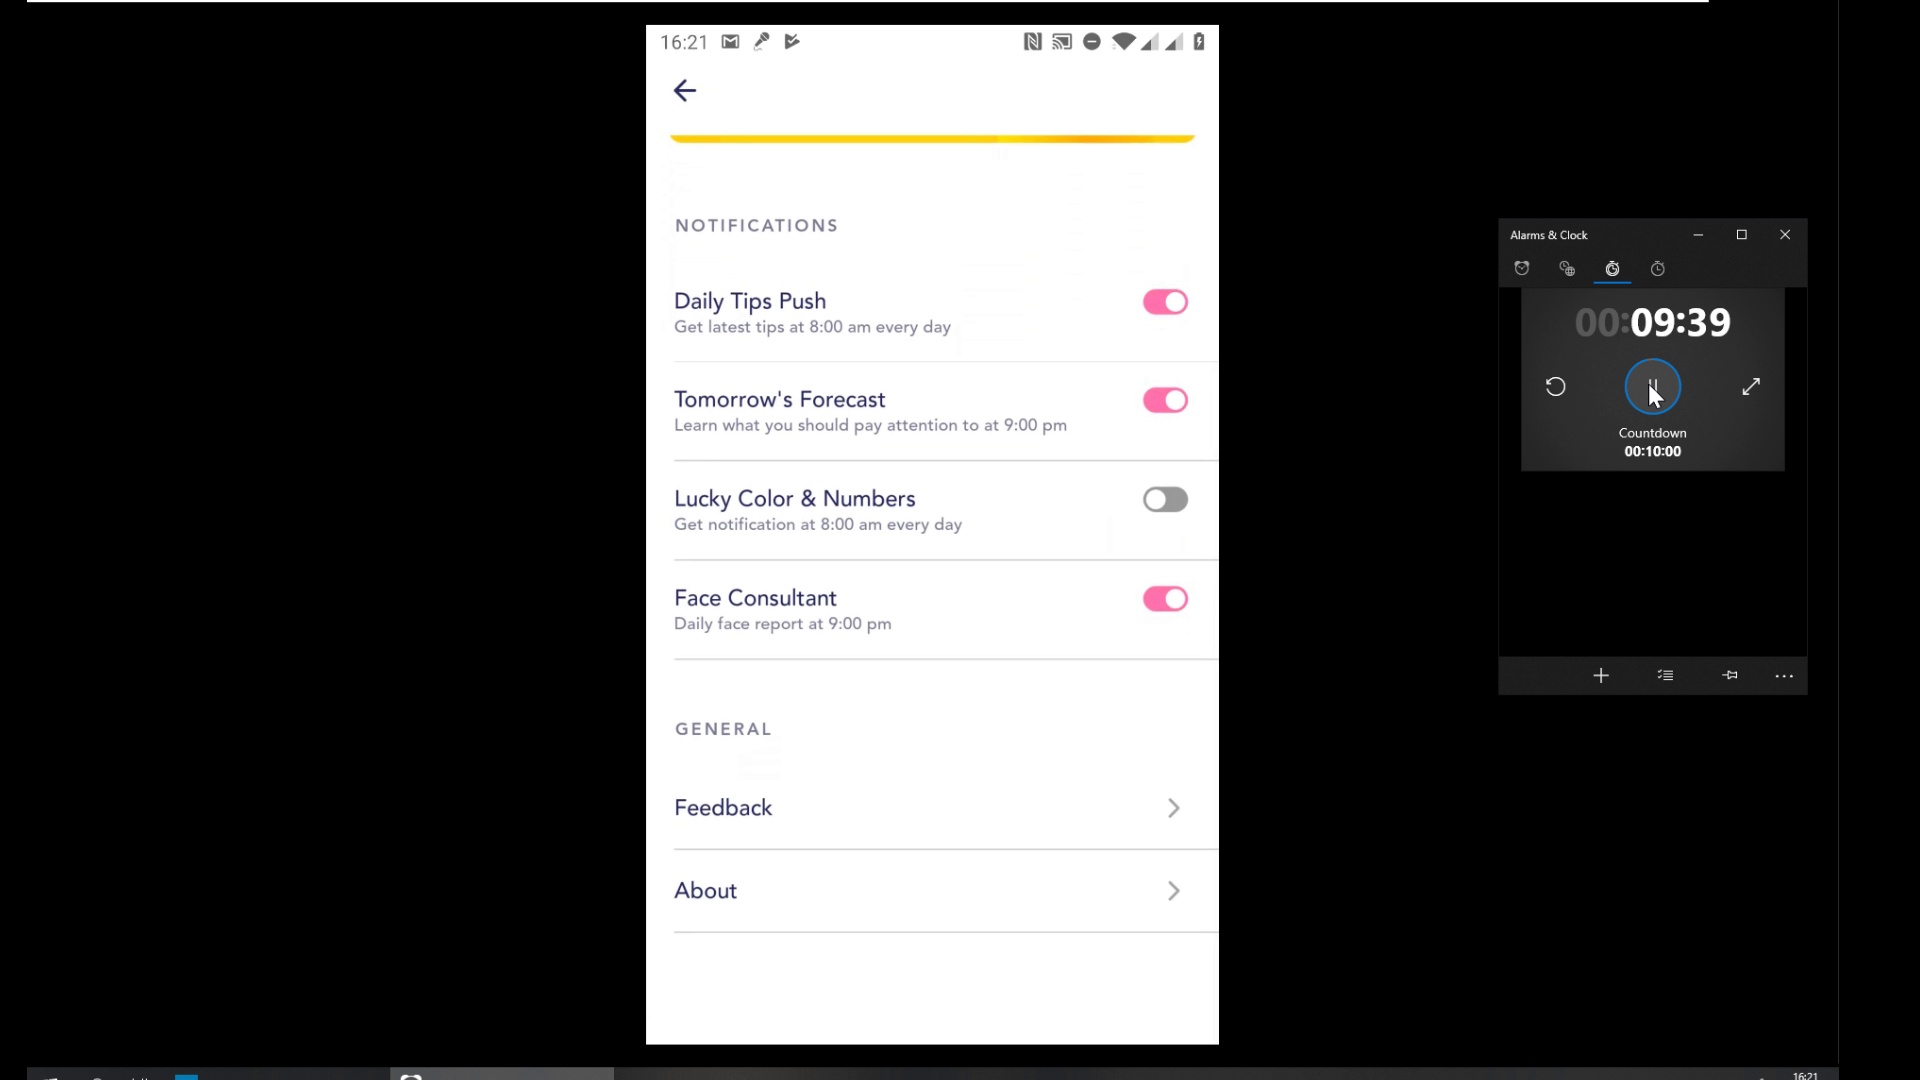 16:21
NOTIFICATIONS
Daily Tips Push
Get latest tips at 8:00 am every day
Tomorrow's Forecast
Learn what you should pay attention to at 9:00 pm
Lucky Color & Numbers
Get notification at 8:00 am every day
Face Consultant
Daily face report at 9:00 pm
GENERAL
Feedback
About
Alarms & Clock
00:09:39
Countdown
00:10:00
16:21